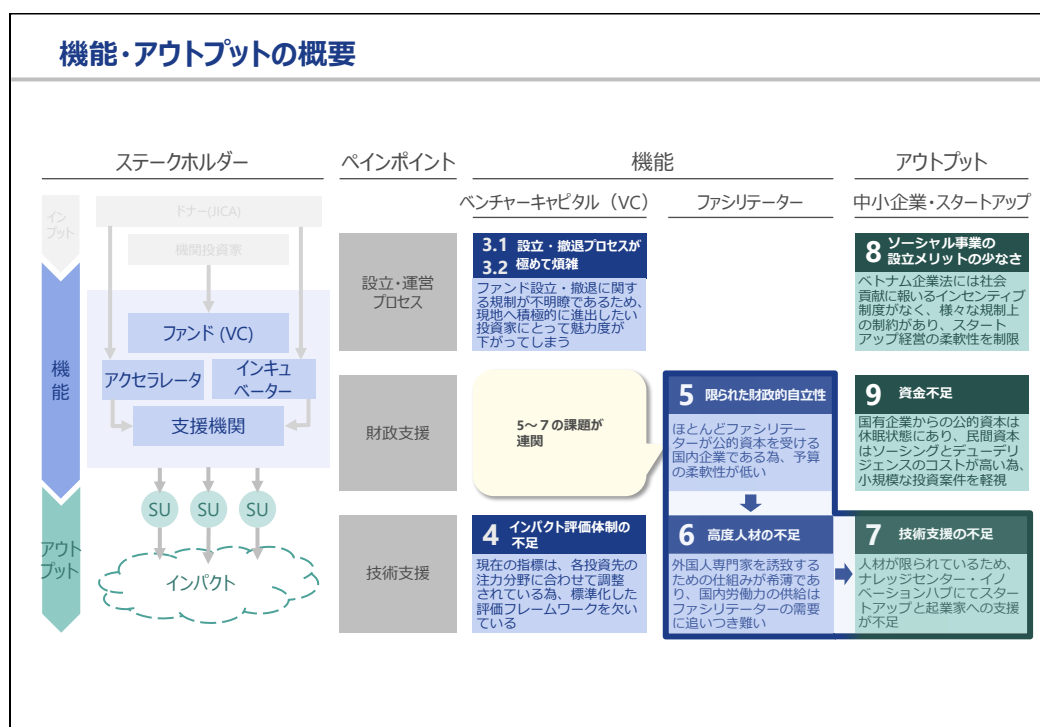 機能・アウトプットの概要
ステークホルダー
ペインポイント
機能
アウトプット
ベンチャーキャピタル（VC）
ファシリテーター
中小企業・スタートアップ
イン
プット
ドナー(JICA)
機関投資家
機
能
ファンド (VC)
アクセラレータ
インキュ
ベーター
支援機関
SU
SU
SU
アウト
プット
インパクト
設立・運営
プロセス
3.1 設立・撤退プロセスが
3.2 極めて煩雑
ファンド設立・撤退に関す
る規制が不明瞭であるため、
現地へ積極的に進出したい
投資家にとって魅力度が
下がってしまう
8 ソーシャル事業の
設立メリットの少なさ
ベトナム企業法には社会
貢献に報いるインセンティブ
制度がなく、様々な規制上
の制約があり、スタート
アップ経営の柔軟性を制限
財政支援
5～7の課題が
連関
5 限られた財政的自立性
ほとんどファシリテー
ターが公的資本を受ける
国内企業である為、予算
の柔軟性が低い
9 資金不足
国有企業からの公的資本は
休眠状態にあり、民間資本
はソーシングとデューデリ
ジェンスのコストが高い為、
小規模な投資案件を軽視
技術支援
4 インパクト評価体制の
不足
現在の指標は、各投資先の
注力分野に合わせて調整
されている為、標準化した
評価フレームワークを欠い
ている
6 高度人材の不足
外国人専門家を誘致する
ための仕組みが希薄であ
り、国内労働力の供給は
ファシリテーターの需要
に追いつき難い
7 技術支援の不足
人材が限られているため、
ナレッジセンター・イノ
ベーションハブにてスタ
ートアップと起業家への支援
が不足